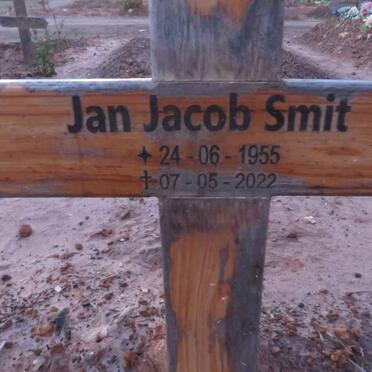 Jan Jacob Smit
✦ 24 - 06 - 1955
✝ 07 - 05 - 2022